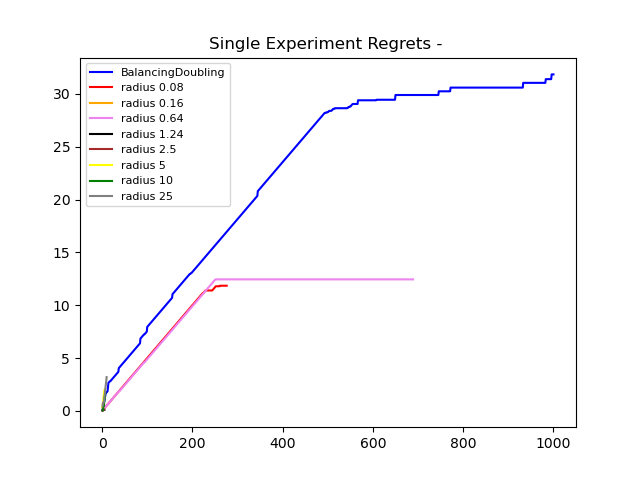 Single Experiment Regrets -
BalancingDoubling
radius 0.08
radius 0.16
radius 0.64
radius 1.24
radius 2.5
radius 5
radius 10
radius 25
30
25
20
15
10
5
0
0 200 400 600 800 1000